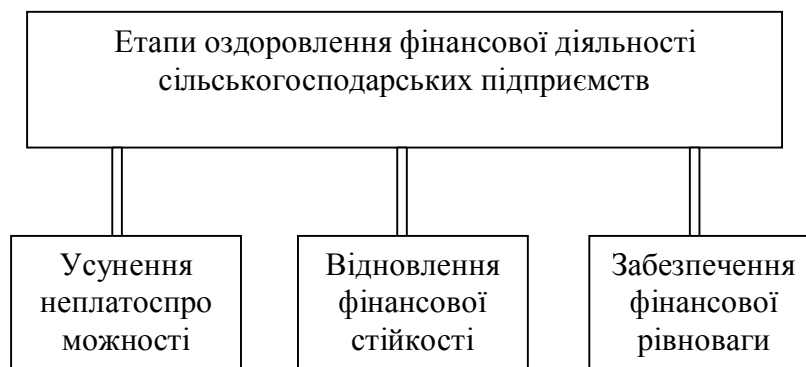 Етапи оздоровлення фінансової діяльності
сільськогосподарських підприємств
Усунення
неплатоспро
можності
Відновлення
фінансової
стійкості
Забезпечення
фінансової
рівноваги